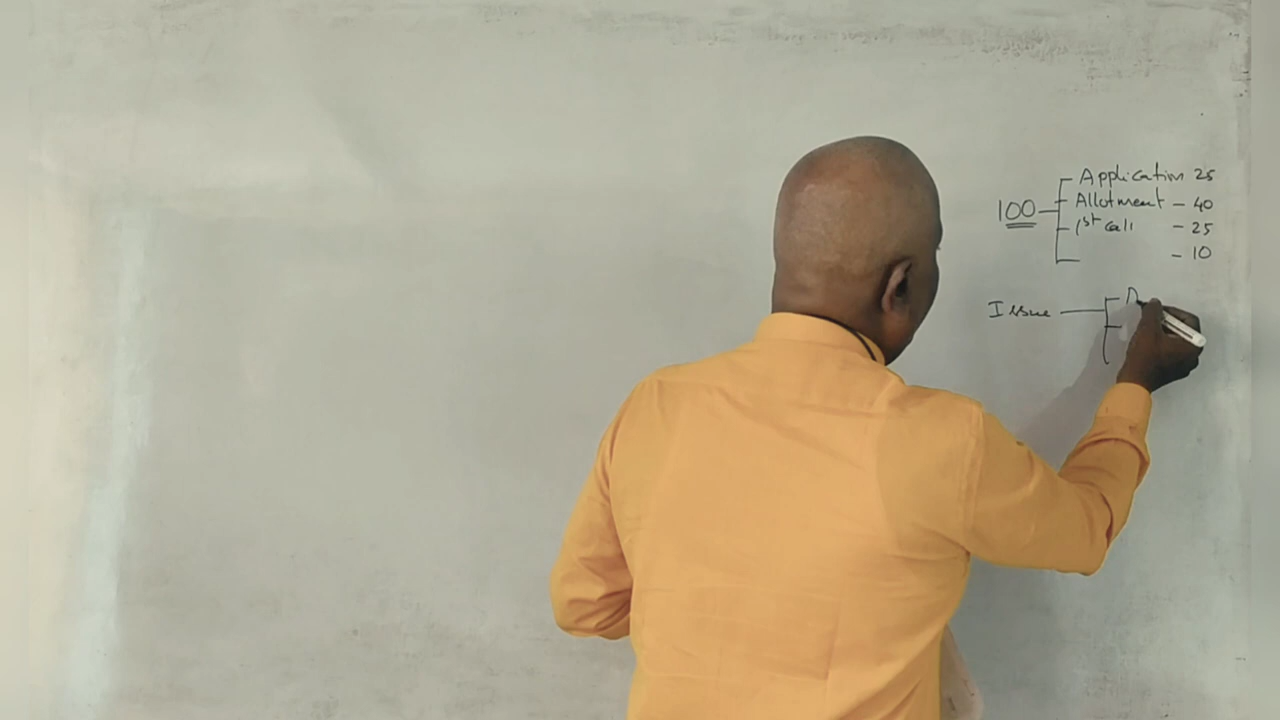 100
Application 25
Allotment - 40
1st call - 25
- 10
Issue